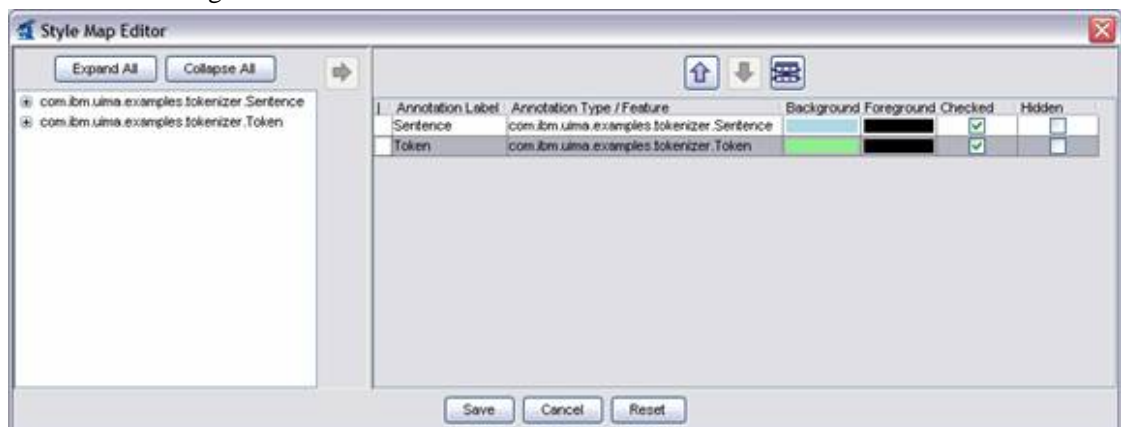 Style Map Editor
Expand All Collapse All
com.ibm.uima.examples.tokenizer.Sentence
com.ibm.uima.examples.tokenizer.Token
Annotation Label Annotation Type / Feature Background Foreground Checked Hidden
Sentence com.ibm.uima.examples.tokenizer.Sentence
Token com.ibm.uima.examples.tokenizer.Token
Save Cancel Reset